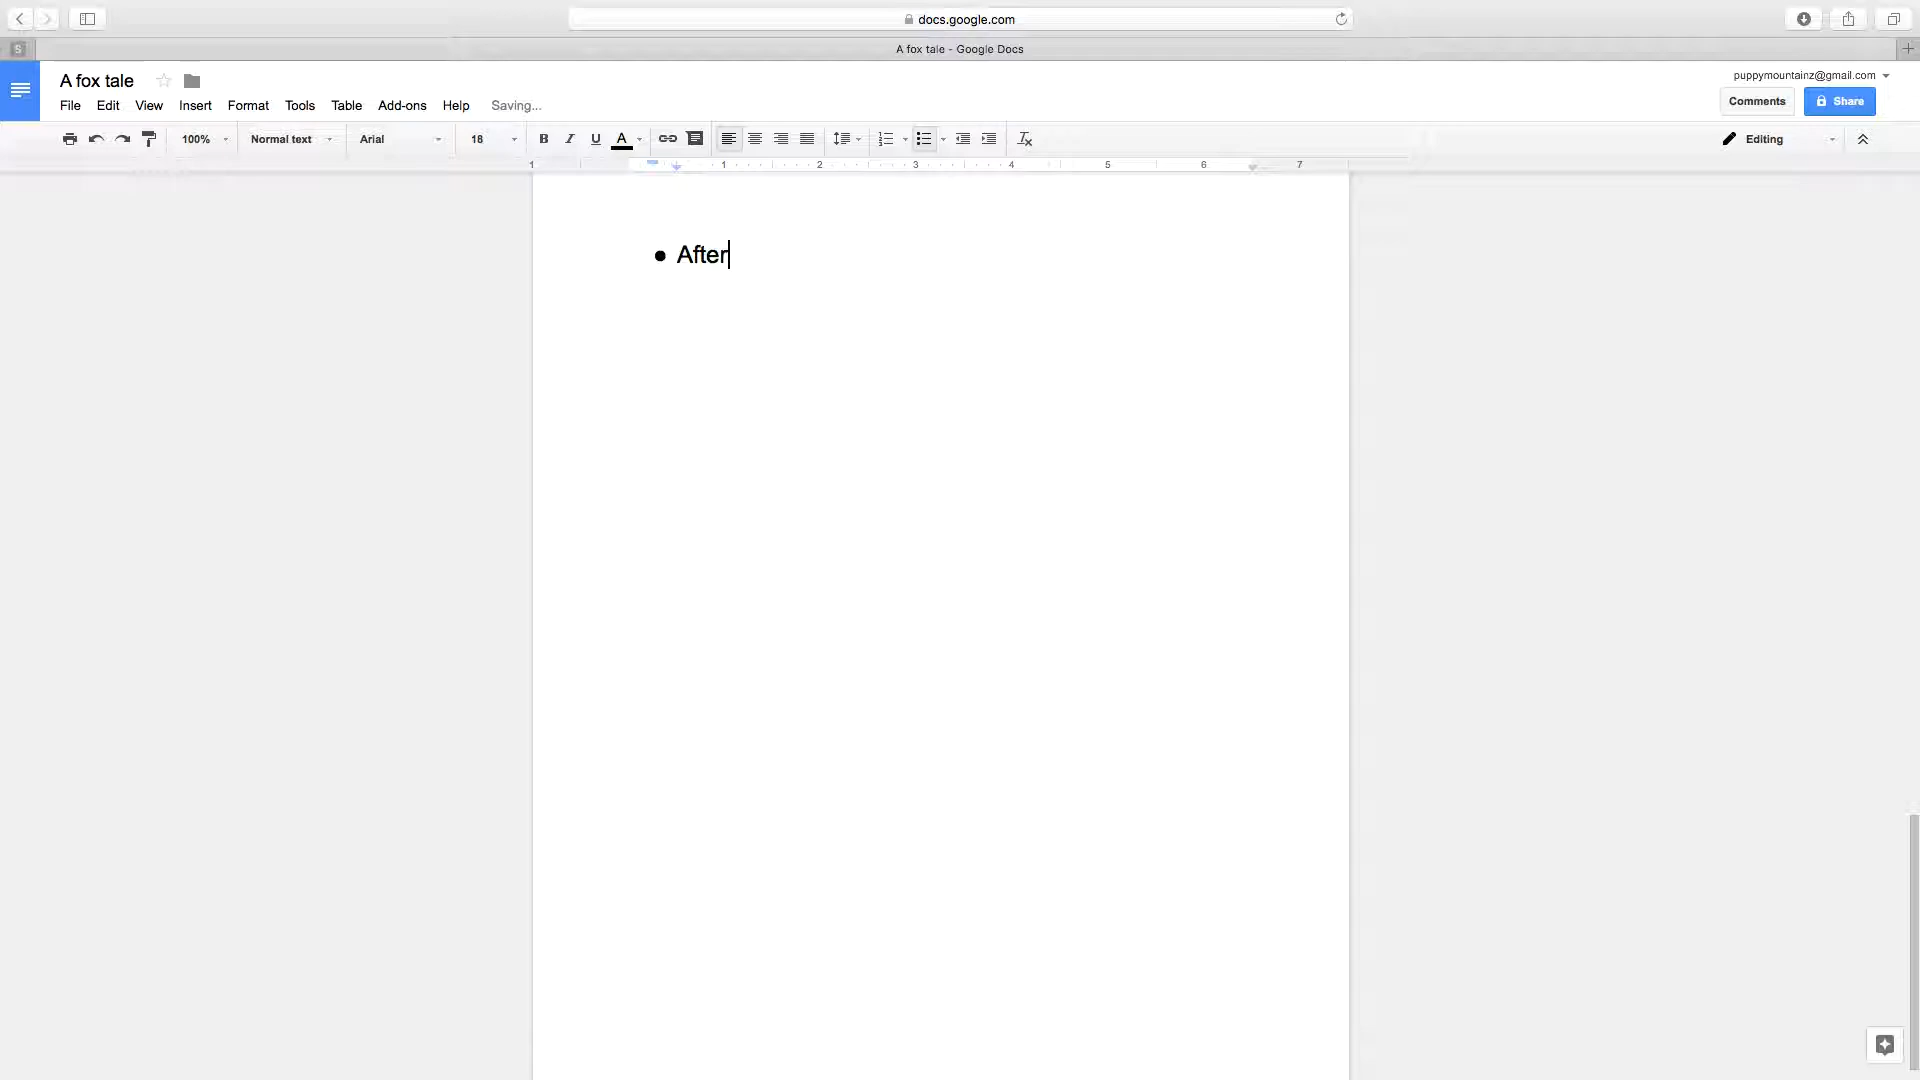 docs.google.com
S
A fox tale - Google Docs
A fox tale
puppymountainz@gmail.com
File Edit View Insert Format Tools Table Add-ons Help Saving...
Comments Share
100% Normal text Arial 18 B I U A Editing
1 1 2 3 4 5 6 7
● After